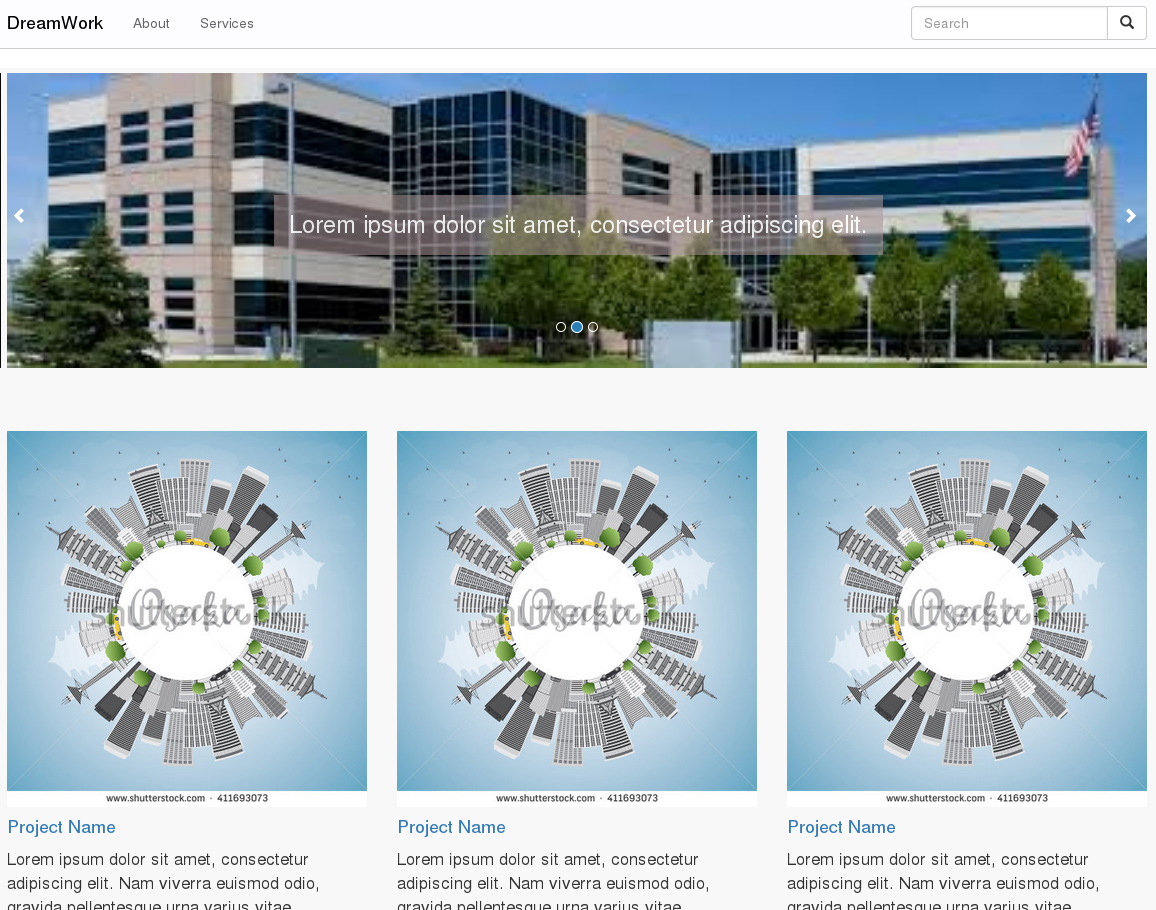 DreamWork About Services Search
Lorem ipsum dolor sit amet, consectetur adipiscing elit.
www.shutterstock.com · 411693073
www.shutterstock.com · 411693073
www.shutterstock.com · 411693073
Project Name
Lorem ipsum dolor sit amet, consectetur
adipiscing elit. Nam viverra euismod odio,
gravida pellentesque urna varius vitae
Project Name
Lorem ipsum dolor sit amet, consectetur
adipiscing elit. Nam viverra euismod odio,
gravida pellentesque urna varius vitae
Project Name
Lorem ipsum dolor sit amet, consectetur
adipiscing elit. Nam viverra euismod odio,
gravida pellentesque urna varius vitae